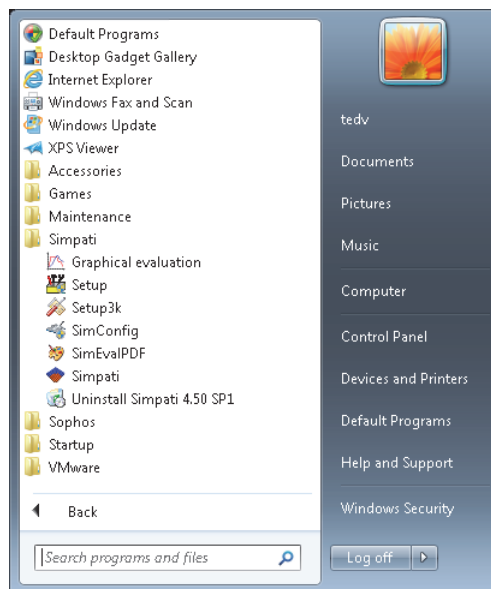 Default Programs
Desktop Gadget Gallery
Internet Explorer
Windows Fax and Scan
Windows Update
XPS Viewer
Accessories
Games
Maintenance
Simpati
Graphical evaluation
Setup
Setup3k
SimConfig
SimEvalPDF
Simpati
Uninstall Simpati 4.50 SP1
Sophos
Startup
VMware
Back
Search programs and files
tedv
Documents
Pictures
Music
Computer
Control Panel
Devices and Printers
Default Programs
Help and Support
Windows Security
Log off